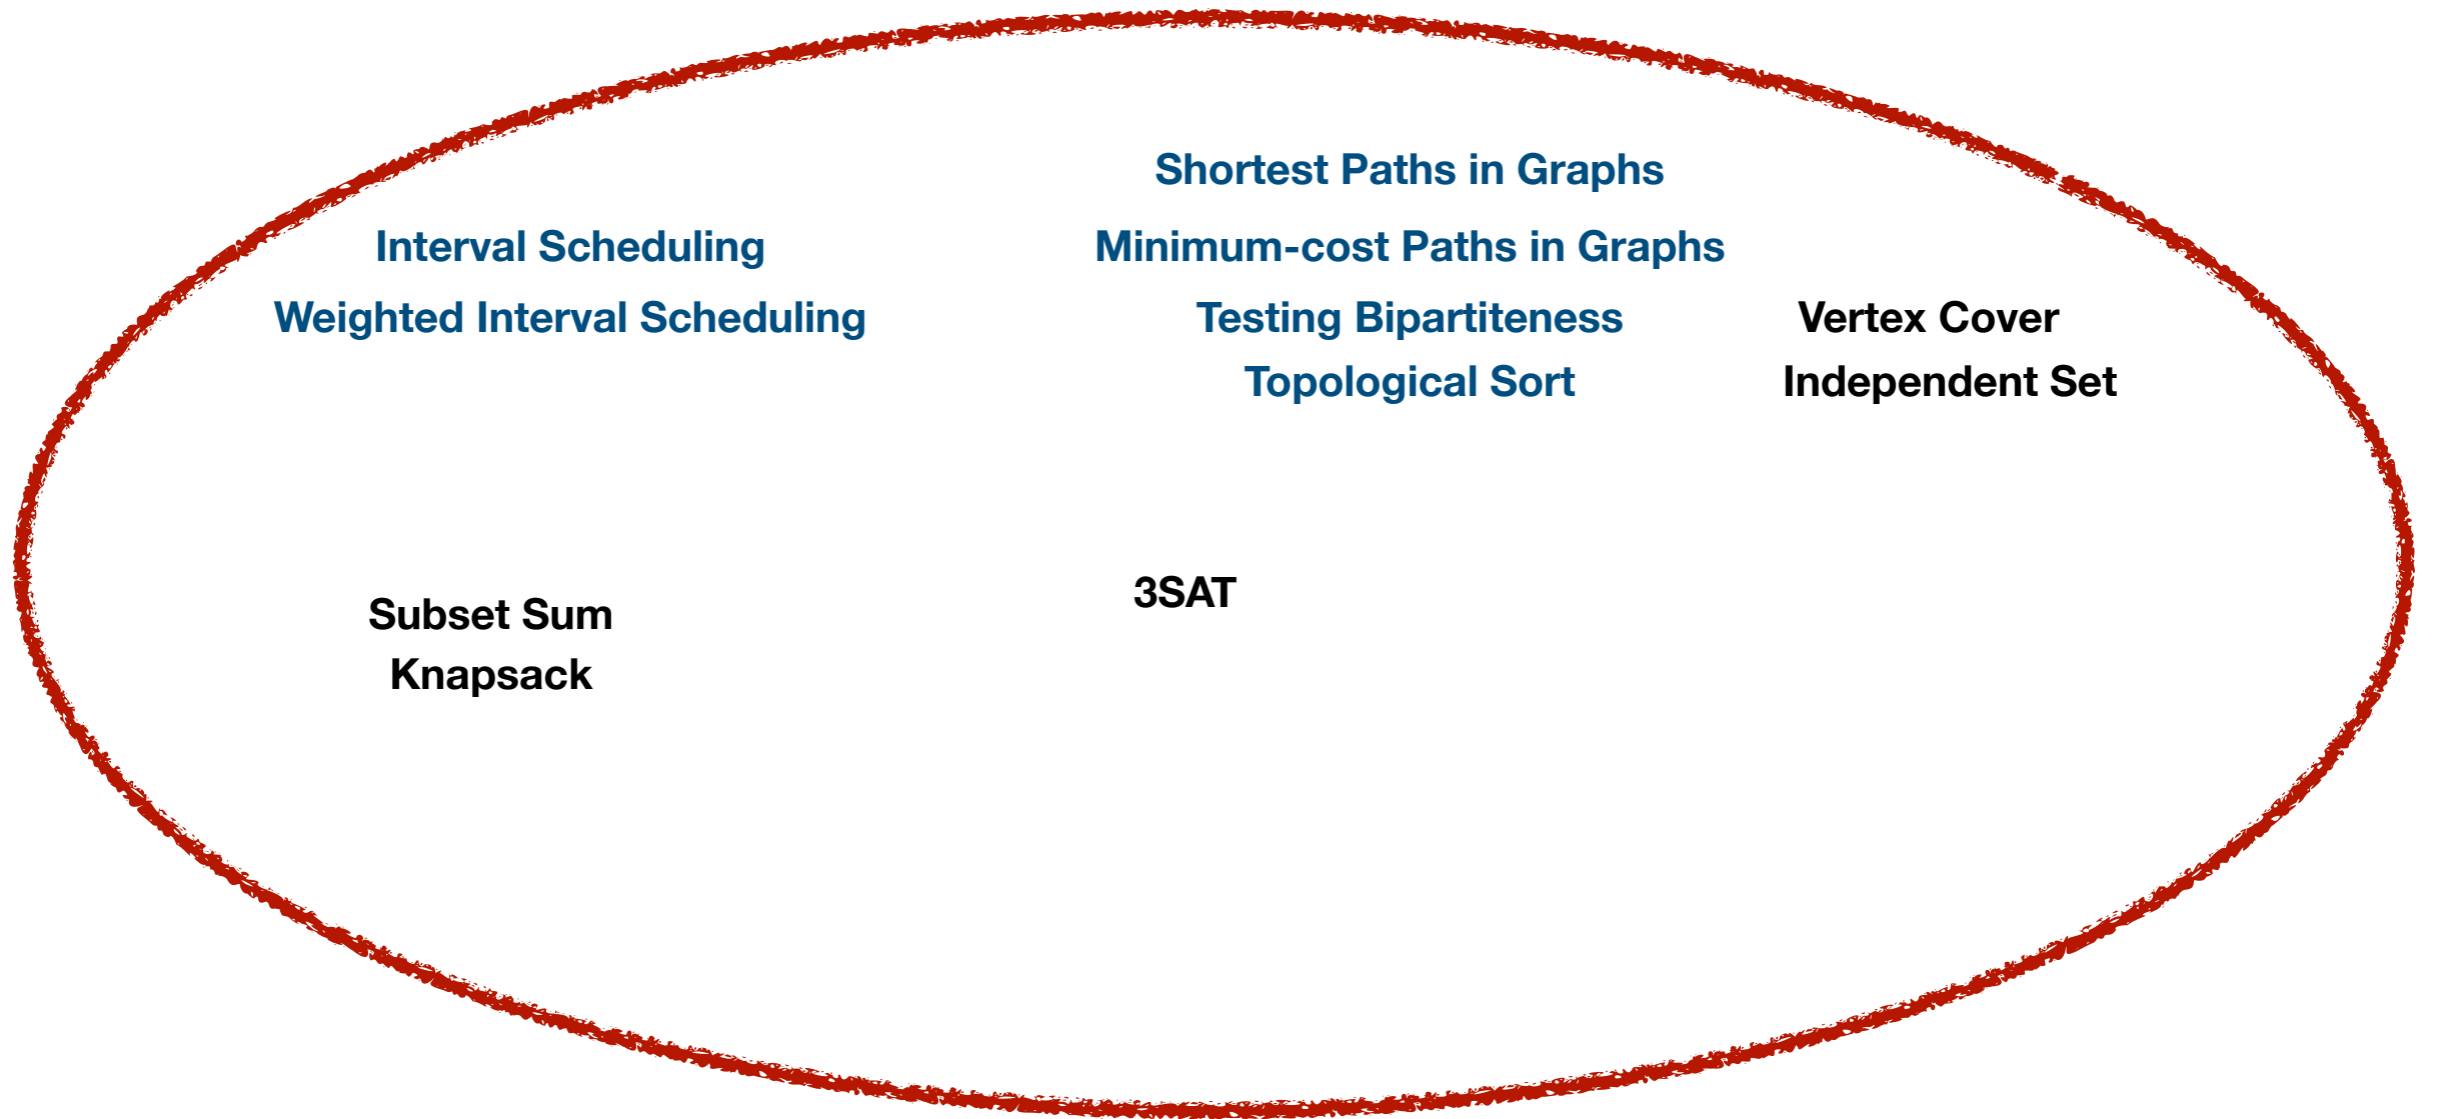 Shortest Paths in Graphs
Interval Scheduling
Minimum-cost Paths in Graphs
Weighted Interval Scheduling
Testing Bipartiteness
Vertex Cover
Topological Sort
Independent Set
3SAT
Subset Sum
Knapsack